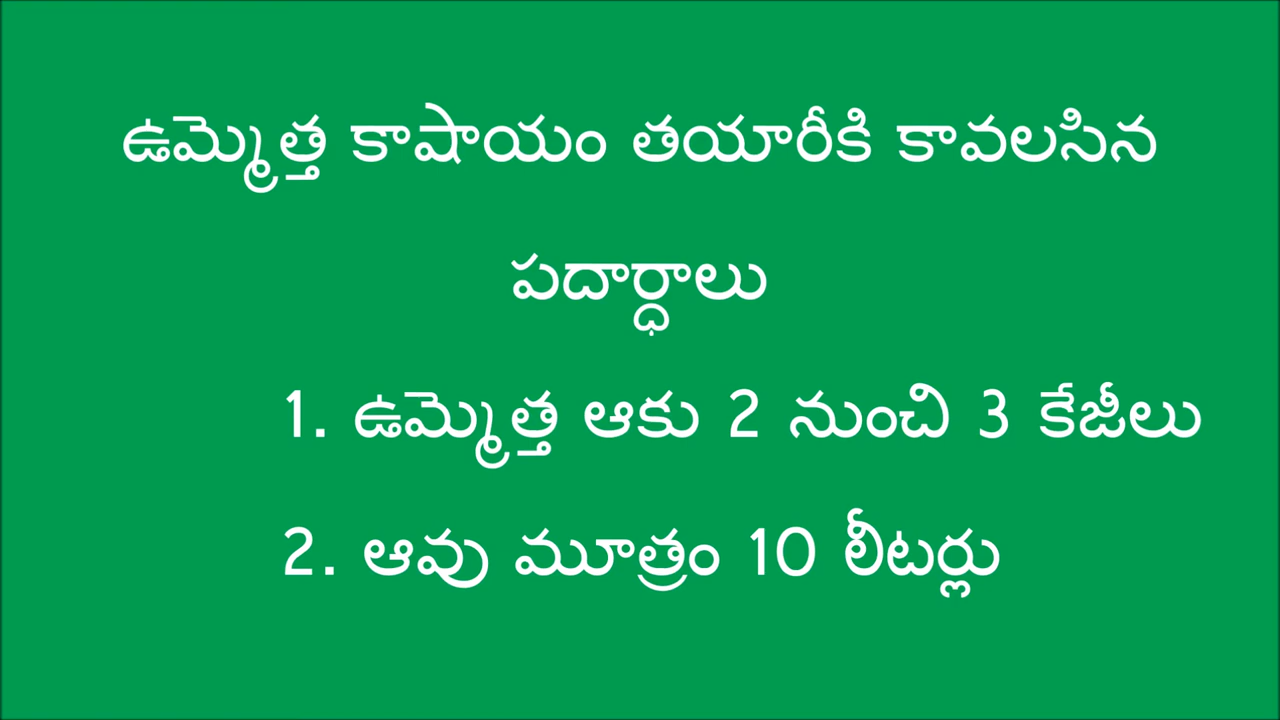 ఉమ్మెత్త కాషాయం తయారీకి కావలసిన
పదార్ధాలు
1. ఉమ్మెత్త ఆకు 2 నుంచి 3 కేజీలు
2. ఆవు మూత్రం 10 లీటర్లు